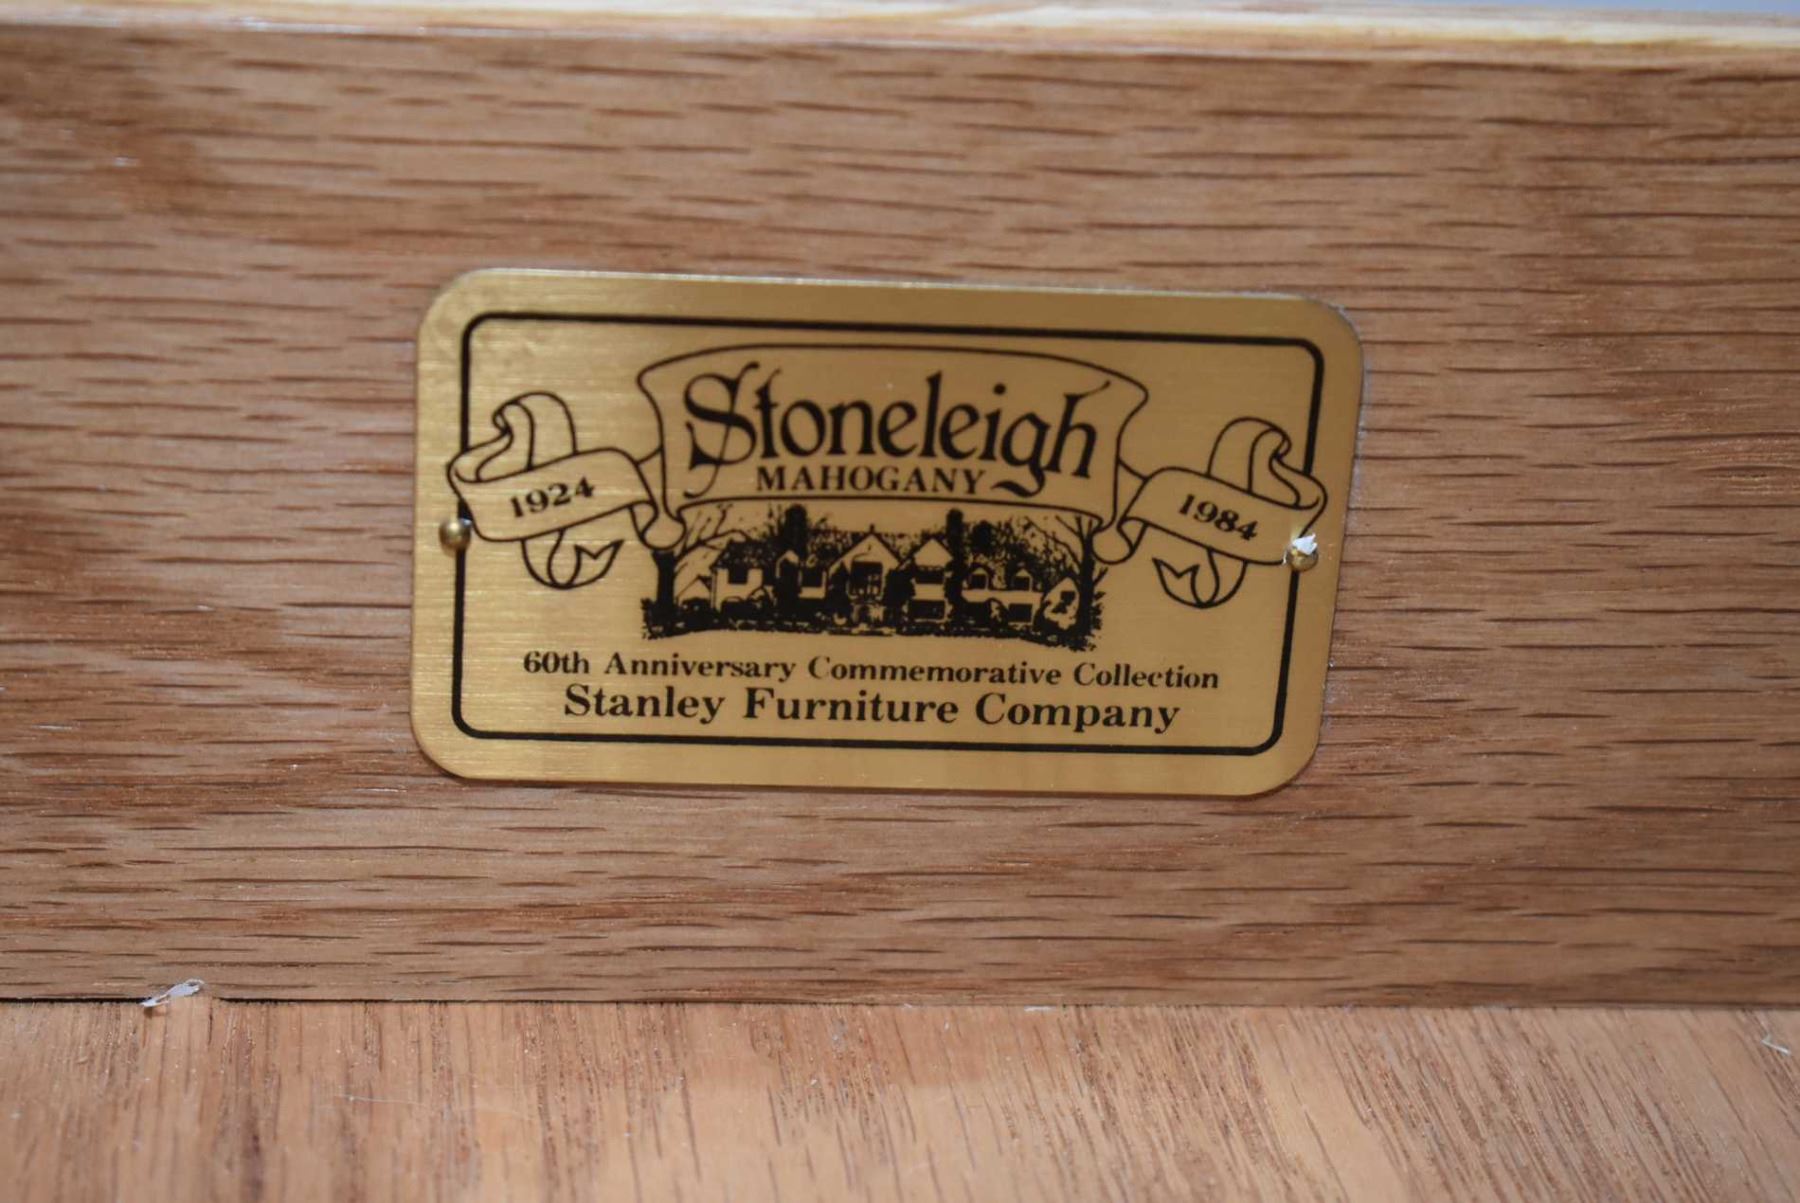 Stoneleigh
MAHOGANY
1924
1984
60th Anniversary Commemorative Collection
Stanley Furniture Company